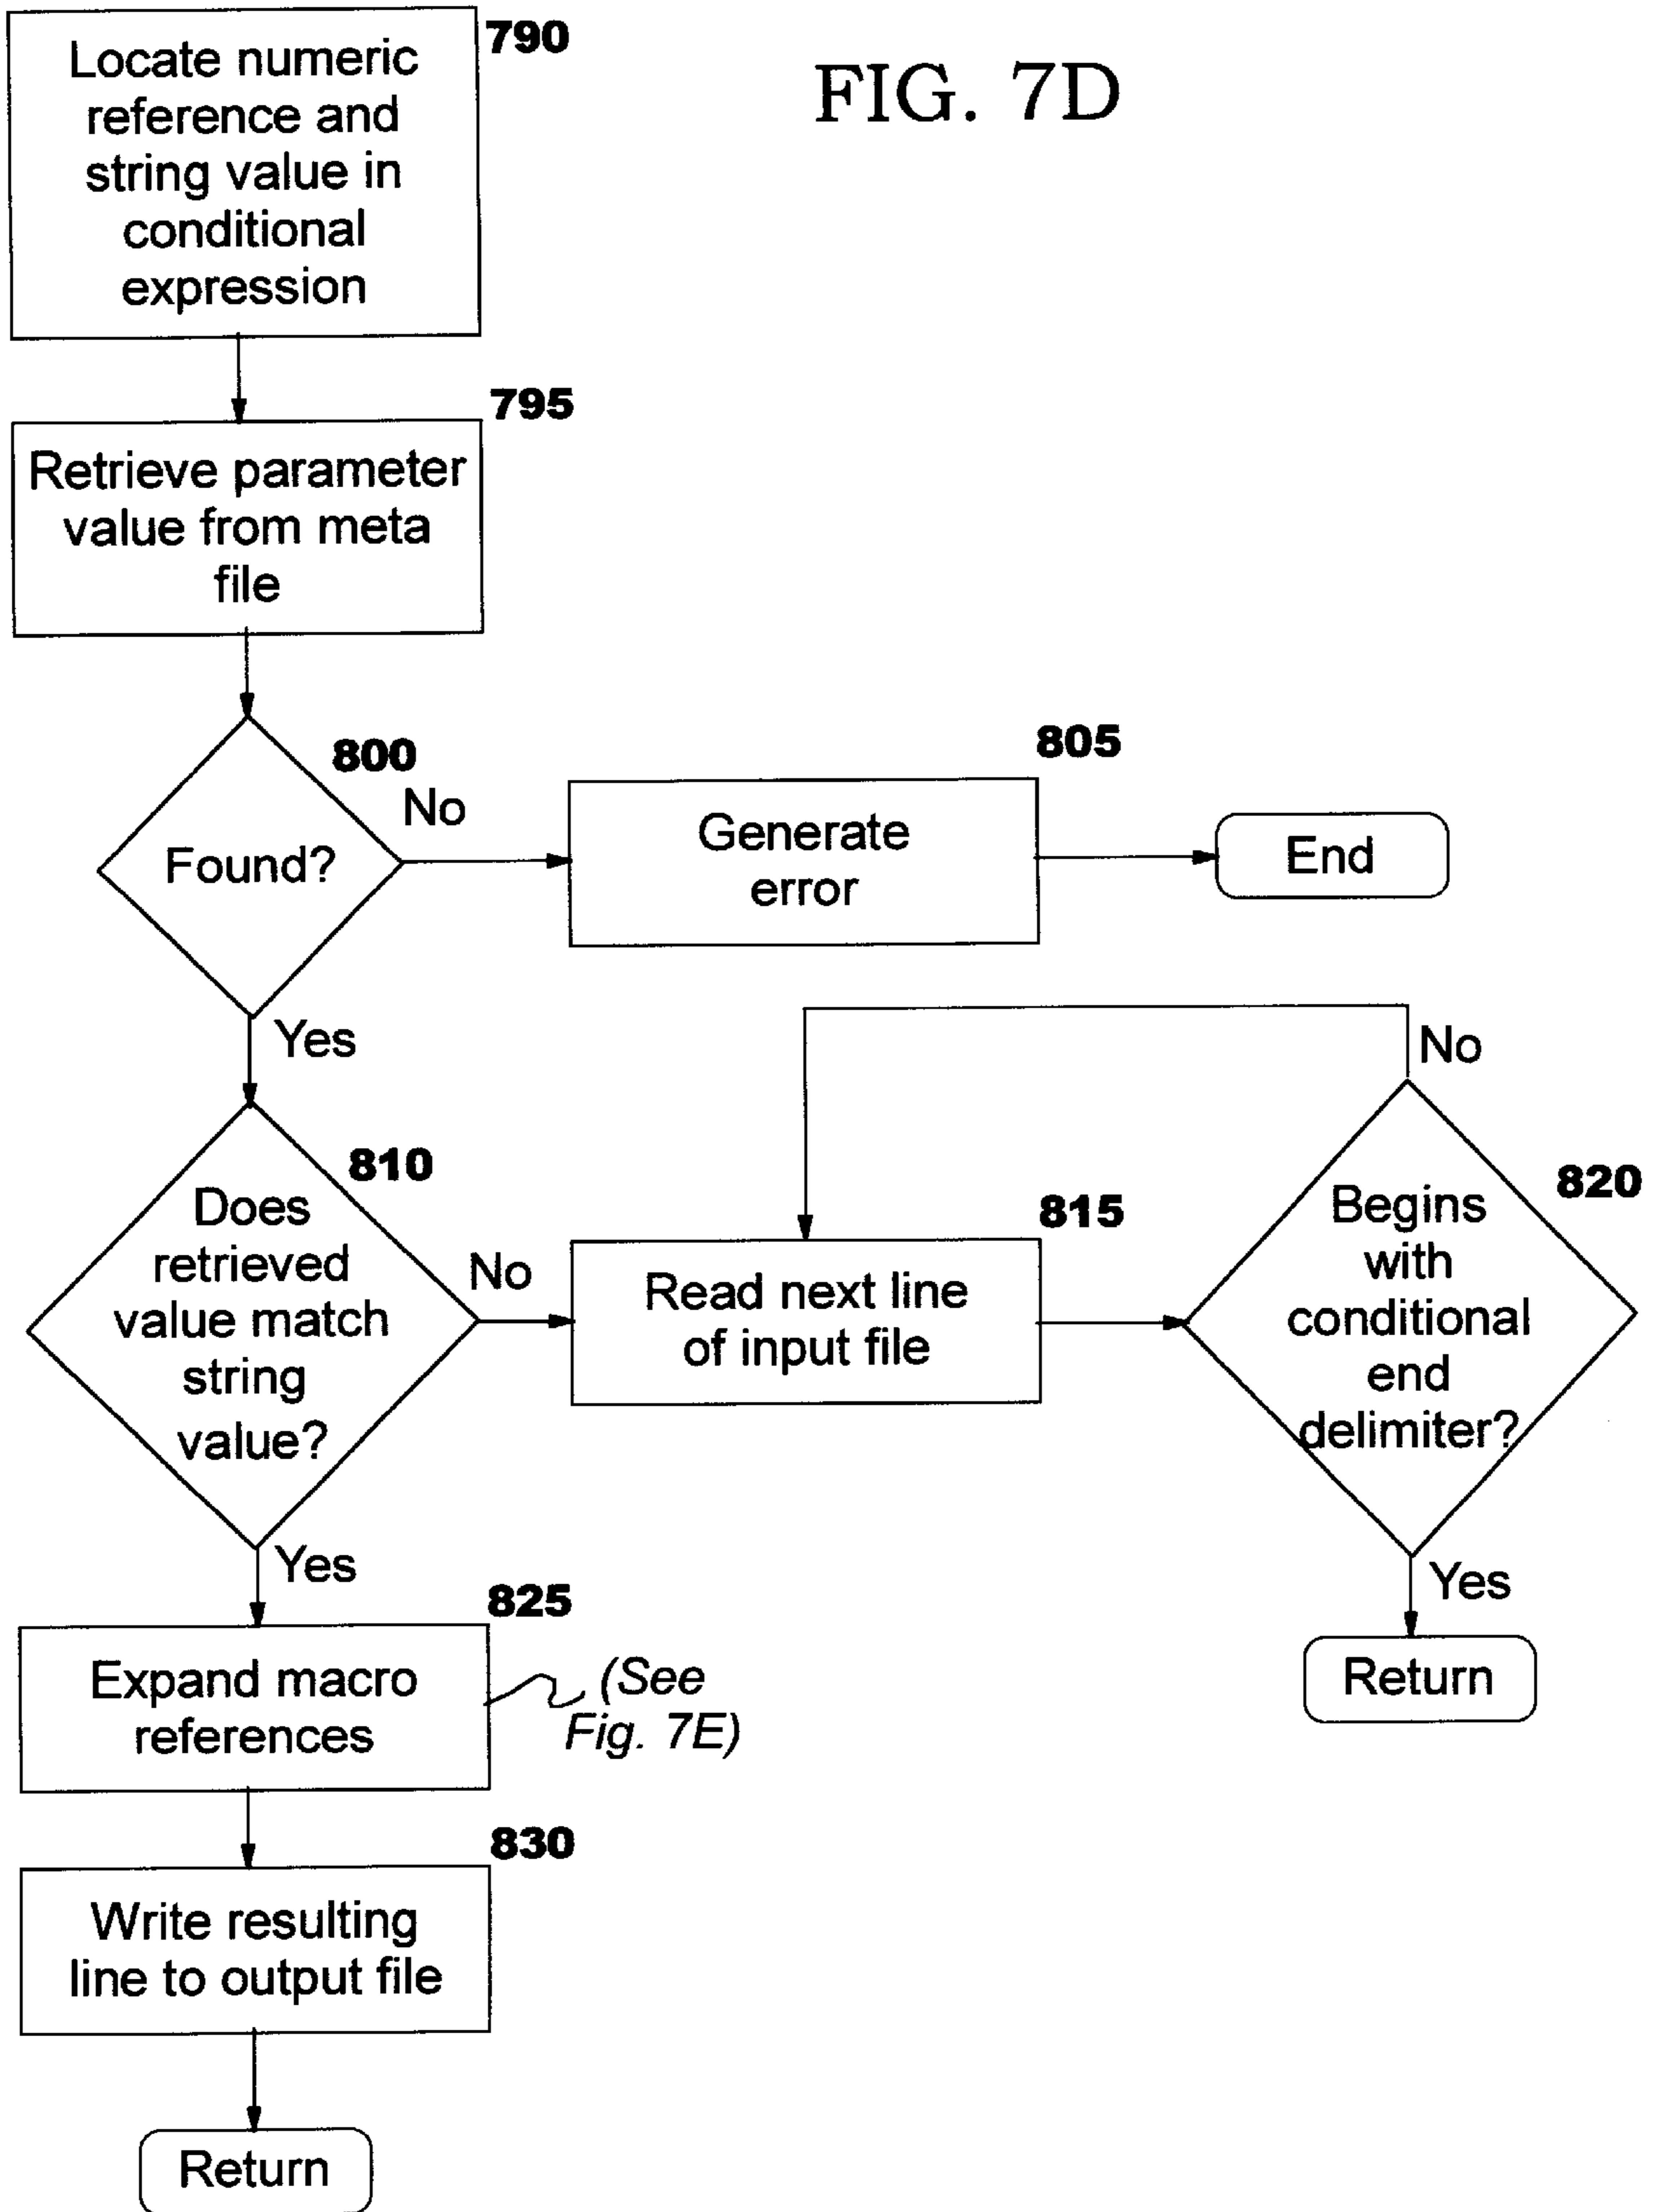 790
FIG. 7D
Locate numeric
reference and
string value in
conditional
expression
795
Retrieve parameter
value from meta
file
800
No
Found?
805
Generate
error
End
Yes
No
810
Does
retrieved
value match
string
value?
No
815
Read next line
of input file
820
Begins
with
conditional
end
delimiter?
Yes
Return
Yes
825
Expand macro
references
(See
Fig. 7E)
830
Write resulting
line to output file
Return